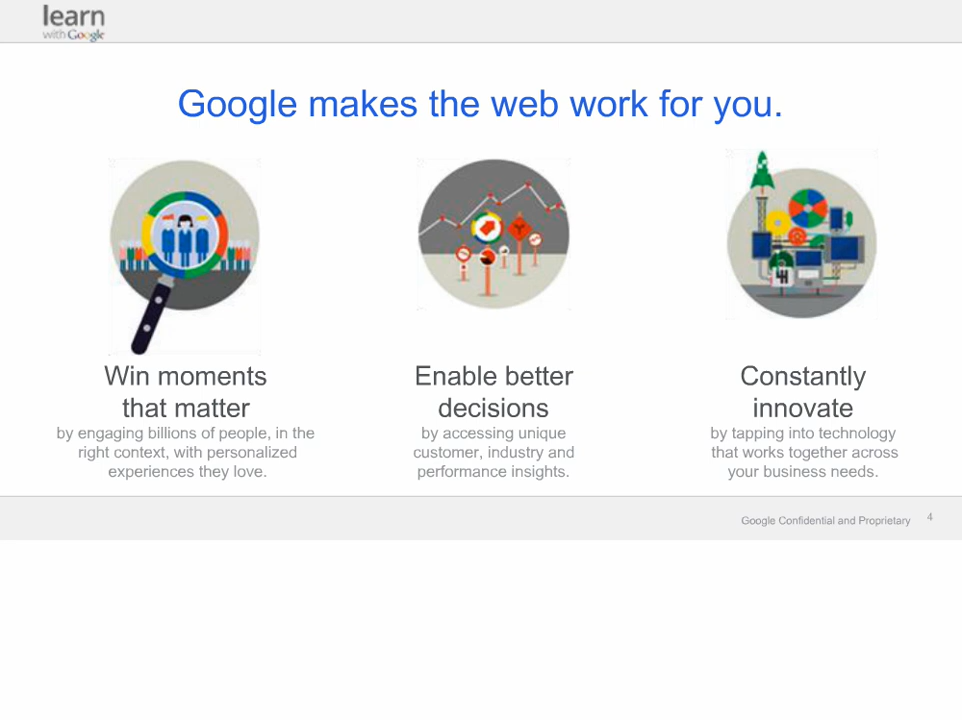 learn
with Google
Google makes the web work for you.
Win moments
that matter
by engaging billions of people, in the
right context, with personalized
experiences they love.
Enable better
decisions
by accessing unique
customer, industry and
performance insights.
Constantly
innovate
by tapping into technology
that works together across
your business needs.
Google Confidential and Proprietary
4